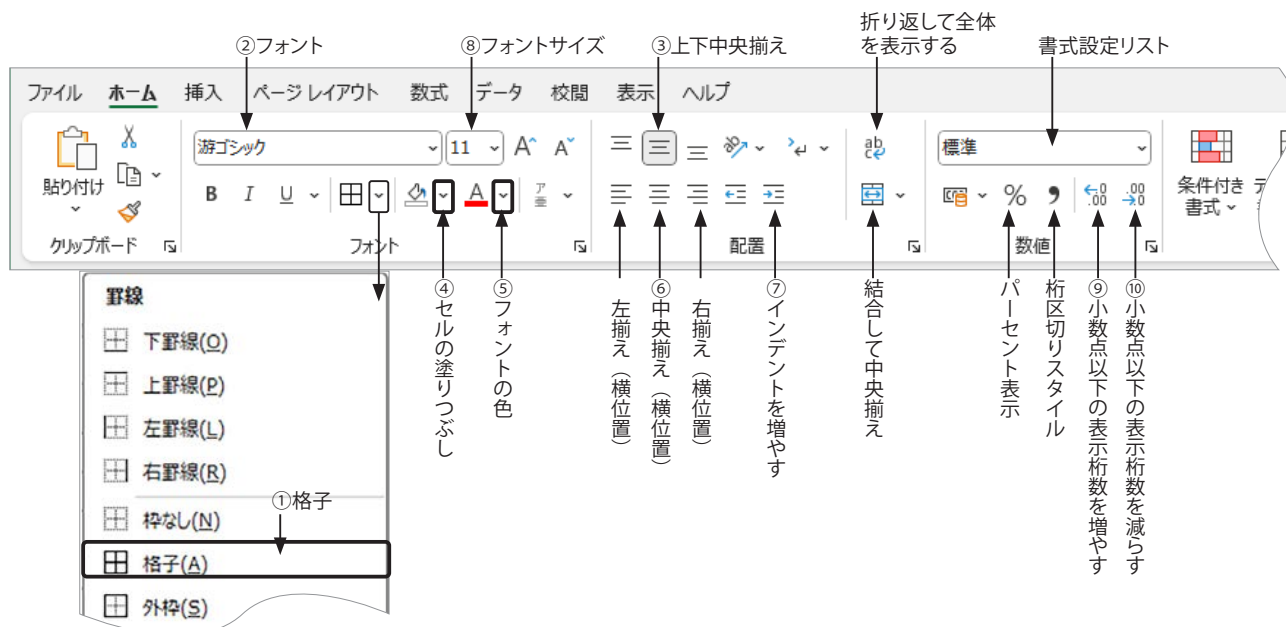 折り返して全体
を表示する
②フォント
⑧フォントサイズ
③上下中央揃え
書式設定リスト
ファイル ホーム 挿入 ページ レイアウト 数式 データ 校閲 表示 ヘルプ
游ゴシック
11
A^ Aˇ
ab
c
標準
貼り付け
B I U
A
ア
亜
% 9
条件付き
書式
クリップボード
フォント
配置
数値
罫線
下罫線(O)
上罫線(P)
左罫線(L)
右罫線(R)
①格子
枠なし(N)
格子(A)
外枠(S)
④セルの塗りつぶし
⑤フォントの色
左揃え（横位置）
⑥中央揃え（横位置）
右揃え（横位置）
⑦インデントを増やす
結合して中央揃え
パーセント表示
桁区切りスタイル
⑨小数点以下の表示桁数を増やす
⑩小数点以下の表示桁数を減らす